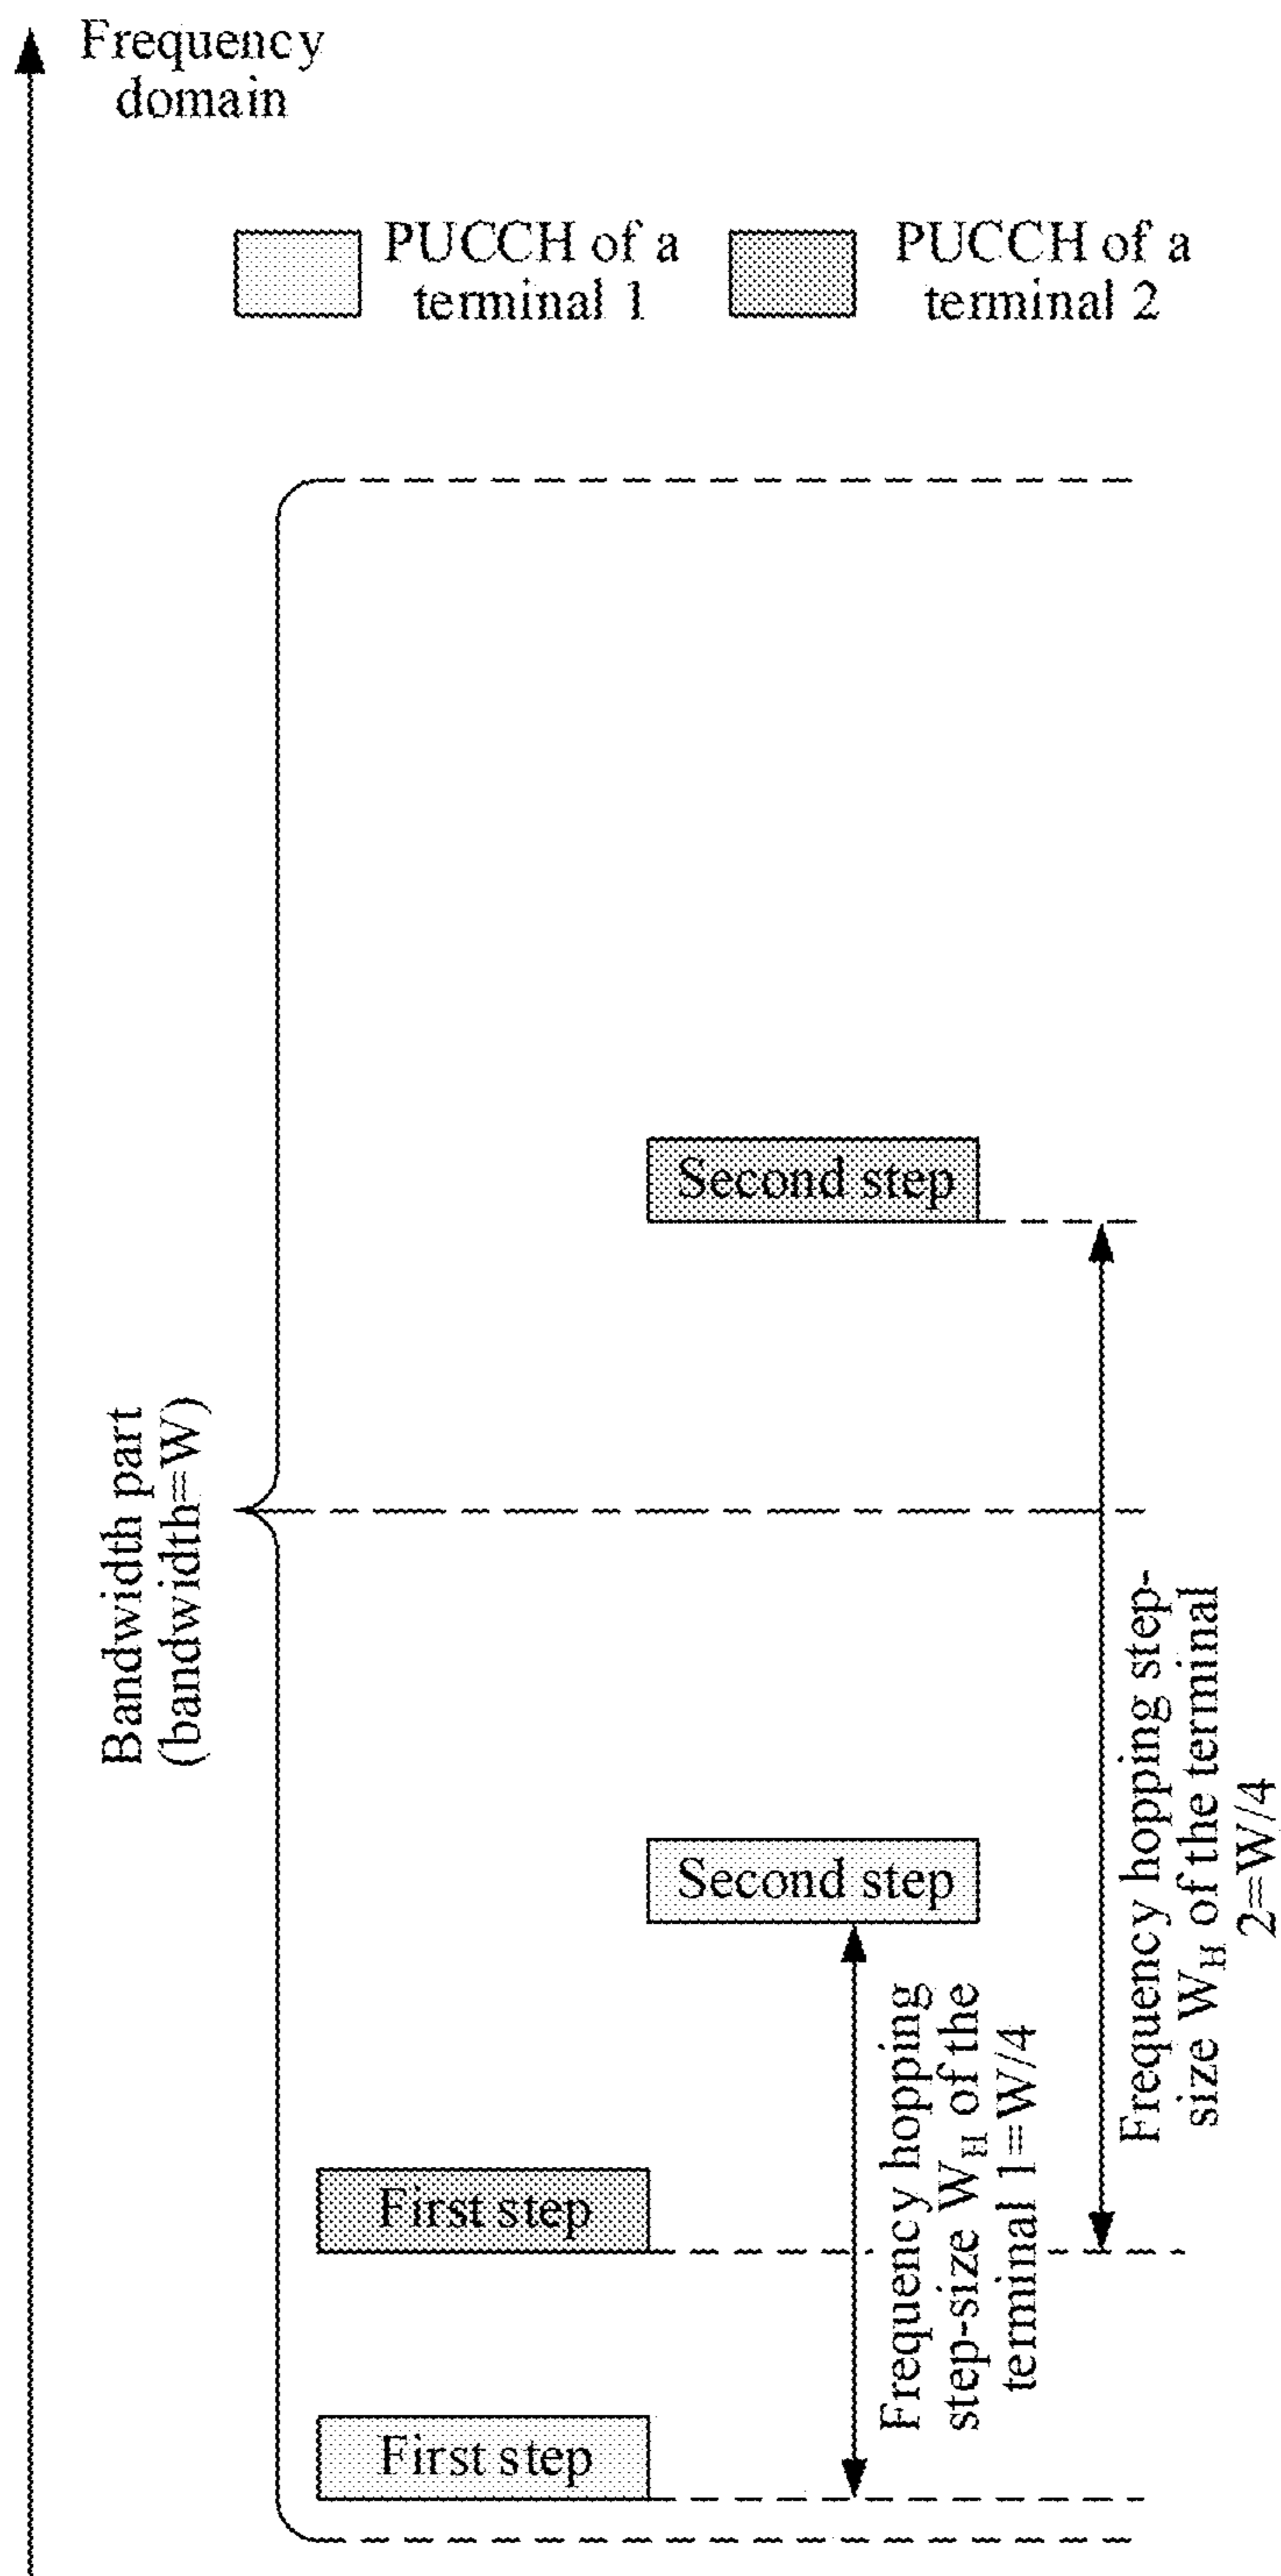 Frequency
domain
PUCCH of a
terminal 1
PUCCH of a
terminal 2
Second step
Bandwidth part
(bandwidth=W)
Second step
Frequency hopping step-
size W_H of the terminal
2=W/4
Frequency hopping
step-size W_H of the
terminal 1=W/4
First step
First step